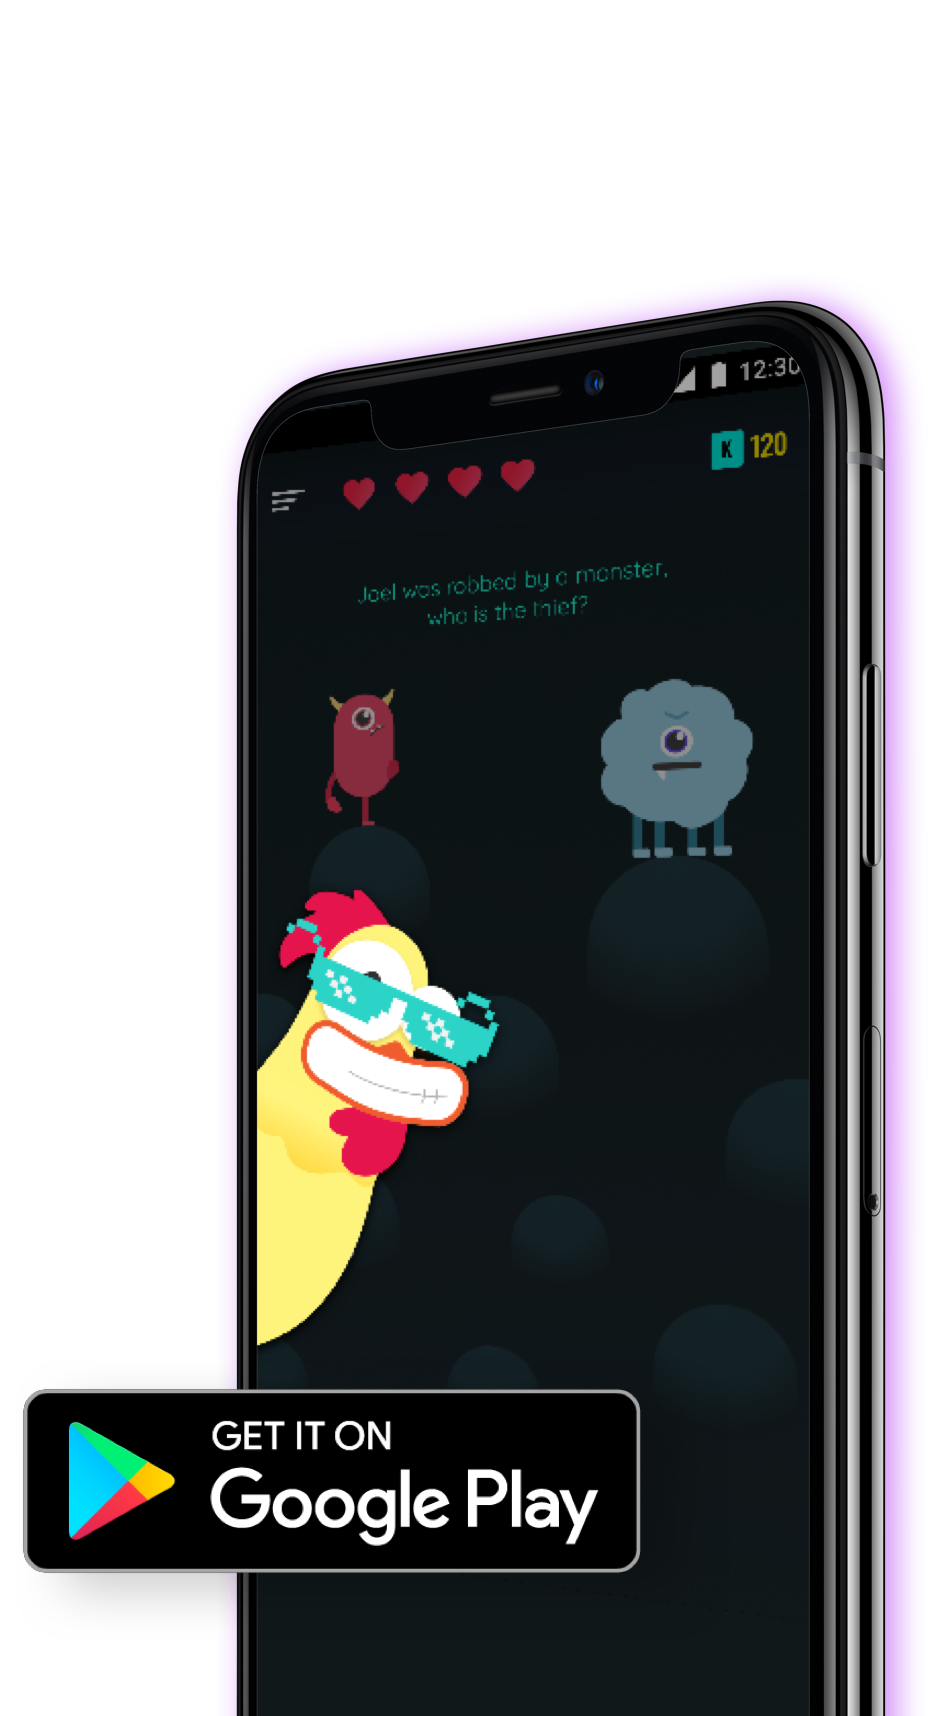 12:30
K 120
Joel was robbed by a monster,
who is the thief?
GET IT ON
Google Play